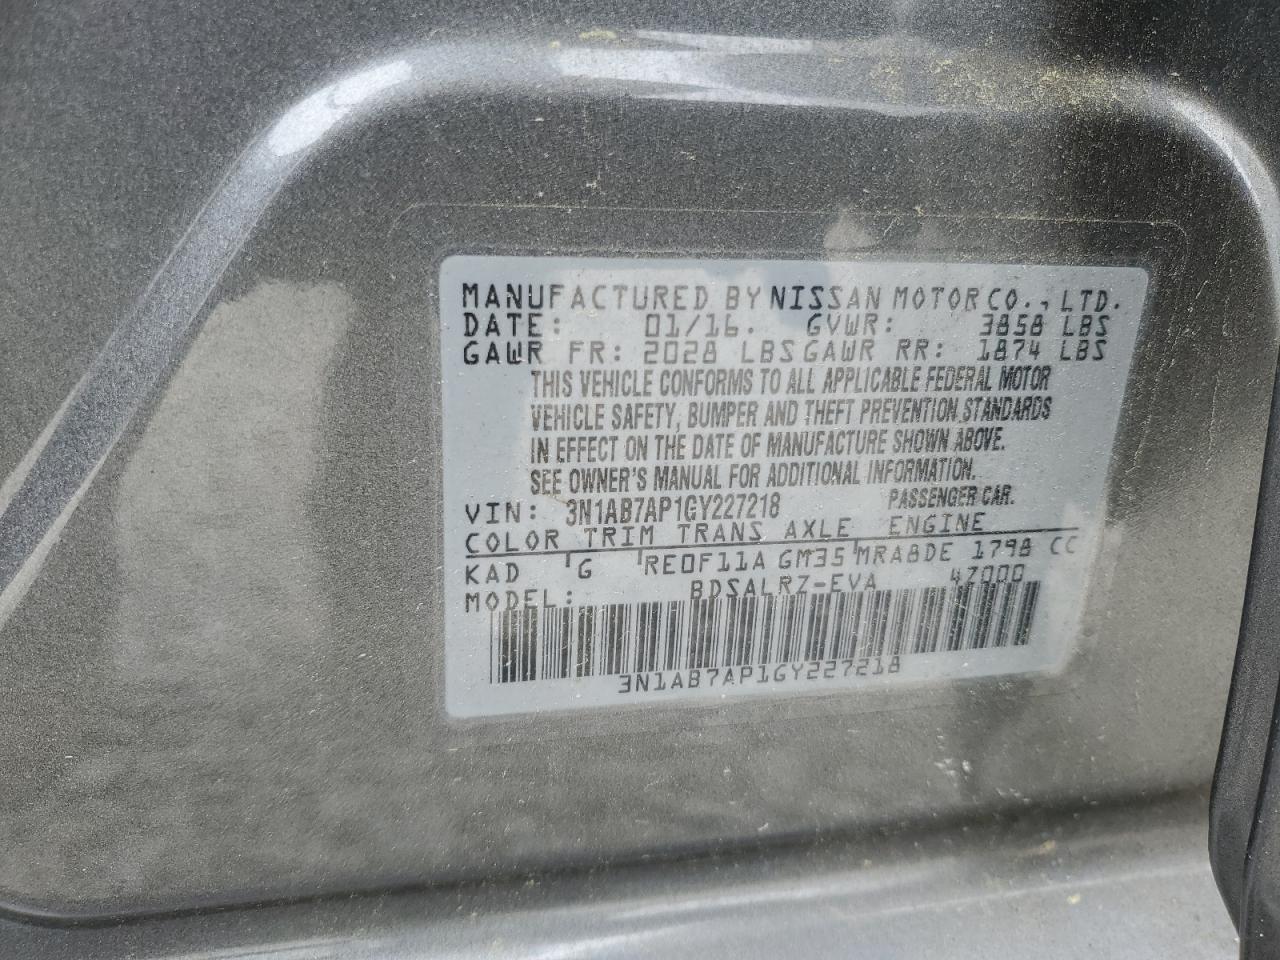 MANUFACTURED BY NISSAN MOTOR CO., LTD.
DATE: 01/16. GVWR: 3858 LBS
GAWR FR: 2028 LBS GAWR RR: 1874 LBS
THIS VEHICLE CONFORMS TO ALL APPLICABLE FEDERAL MOTOR
VEHICLE SAFETY, BUMPER AND THEFT PREVENTION STANDARDS
IN EFFECT ON THE DATE OF MANUFACTURE SHOWN ABOVE.
SEE OWNER'S MANUAL FOR ADDITIONAL INFORMATION.
VIN: 3N1AB7AP1GY227218 PASSENGER CAR.
COLOR TRIM TRANS AXLE ENGINE
KAD G RE0F11A GM35 MRA8DE 1798 CC
MODEL: BDSALRZ-EVA 47000
3N1AB7AP1GY227218